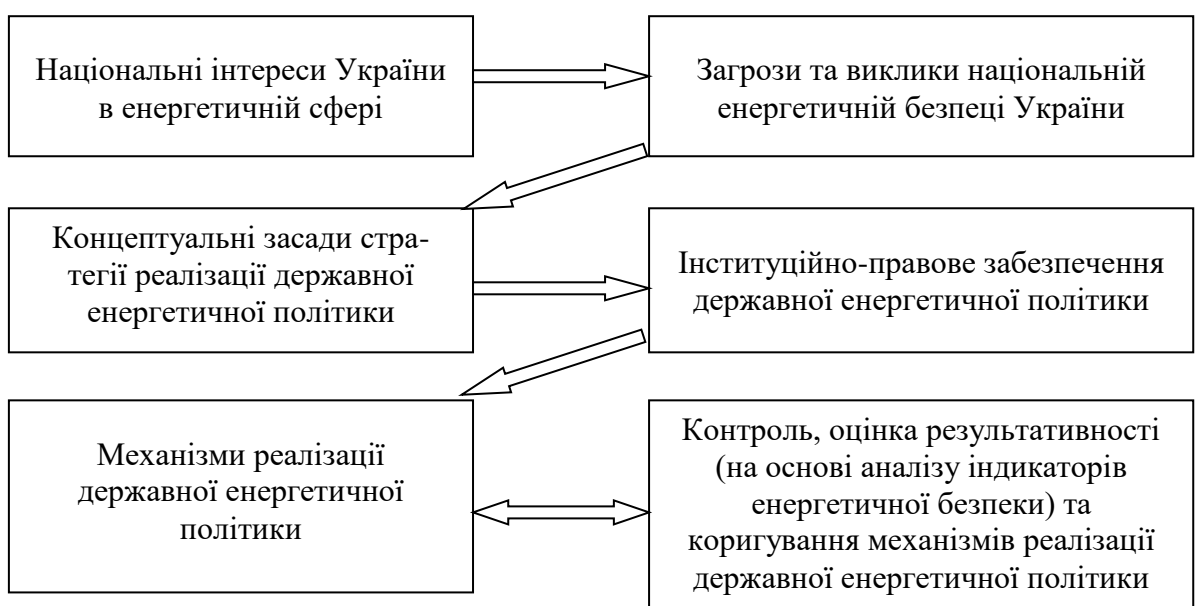 Національні інтереси України
в енергетичній сфері
Загрози та виклики національній
енергетичній безпеці України
Концептуальні засади стра-
тегії реалізації державної
енергетичної політики
Інституційно-правове забезпечення
державної енергетичної політики
Механізми реалізації
державної енергетичної
політики
Контроль, оцінка результативності
(на основі аналізу індикаторів
енергетичної безпеки) та
коригування механізмів реалізації
державної енергетичної політики